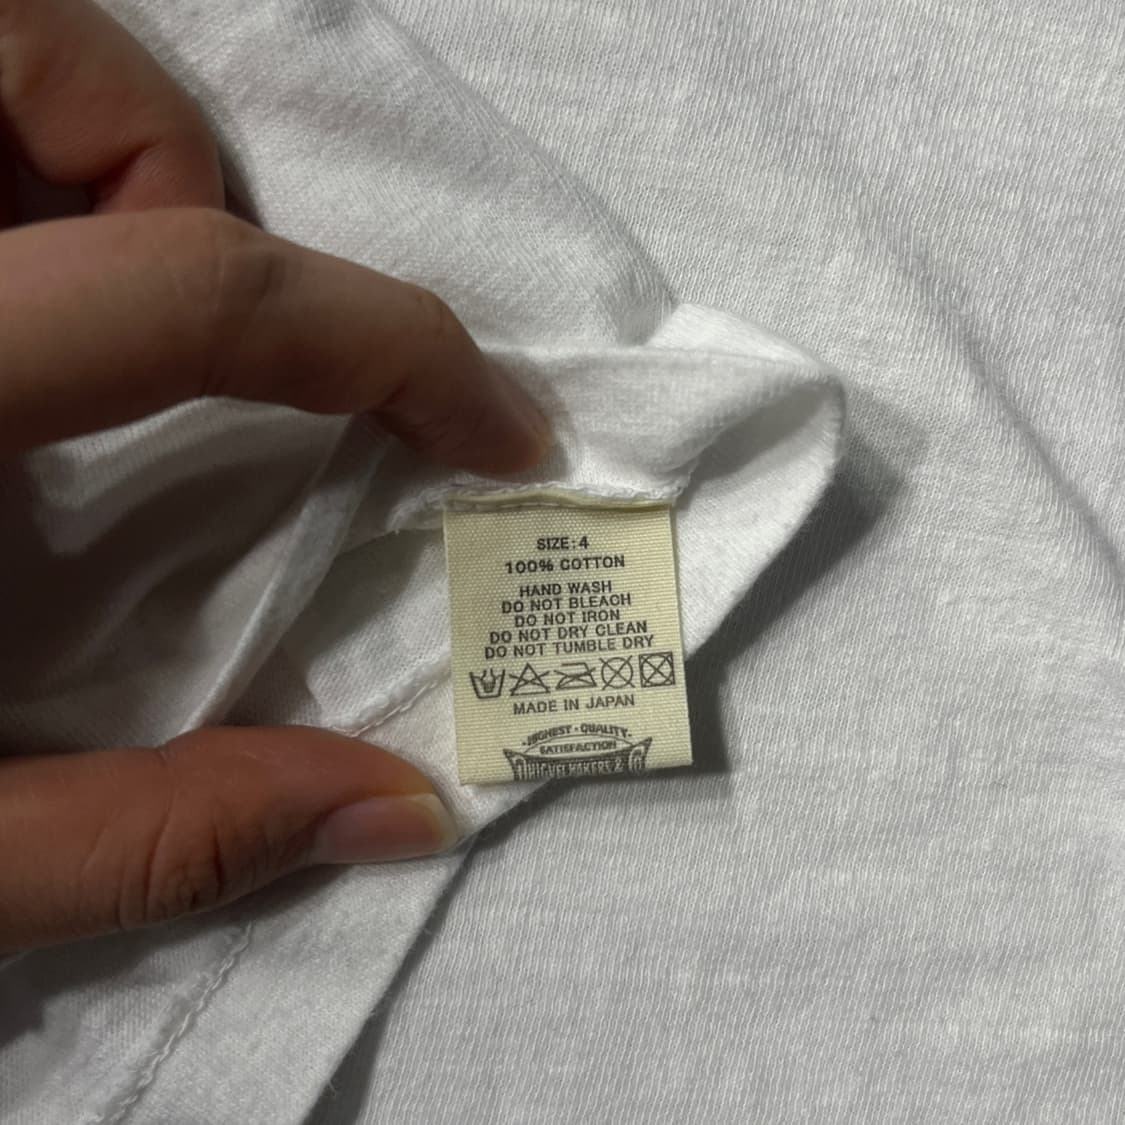 SIZE:4
100% COTTON
HAND WASH
DO NOT BLEACH
DO NOT IRON
DO NOT DRY CLEAN
DO NOT TUMBLE DRY
MADE IN JAPAN
·HIGHEST·QUALITY·
SATISFACTION